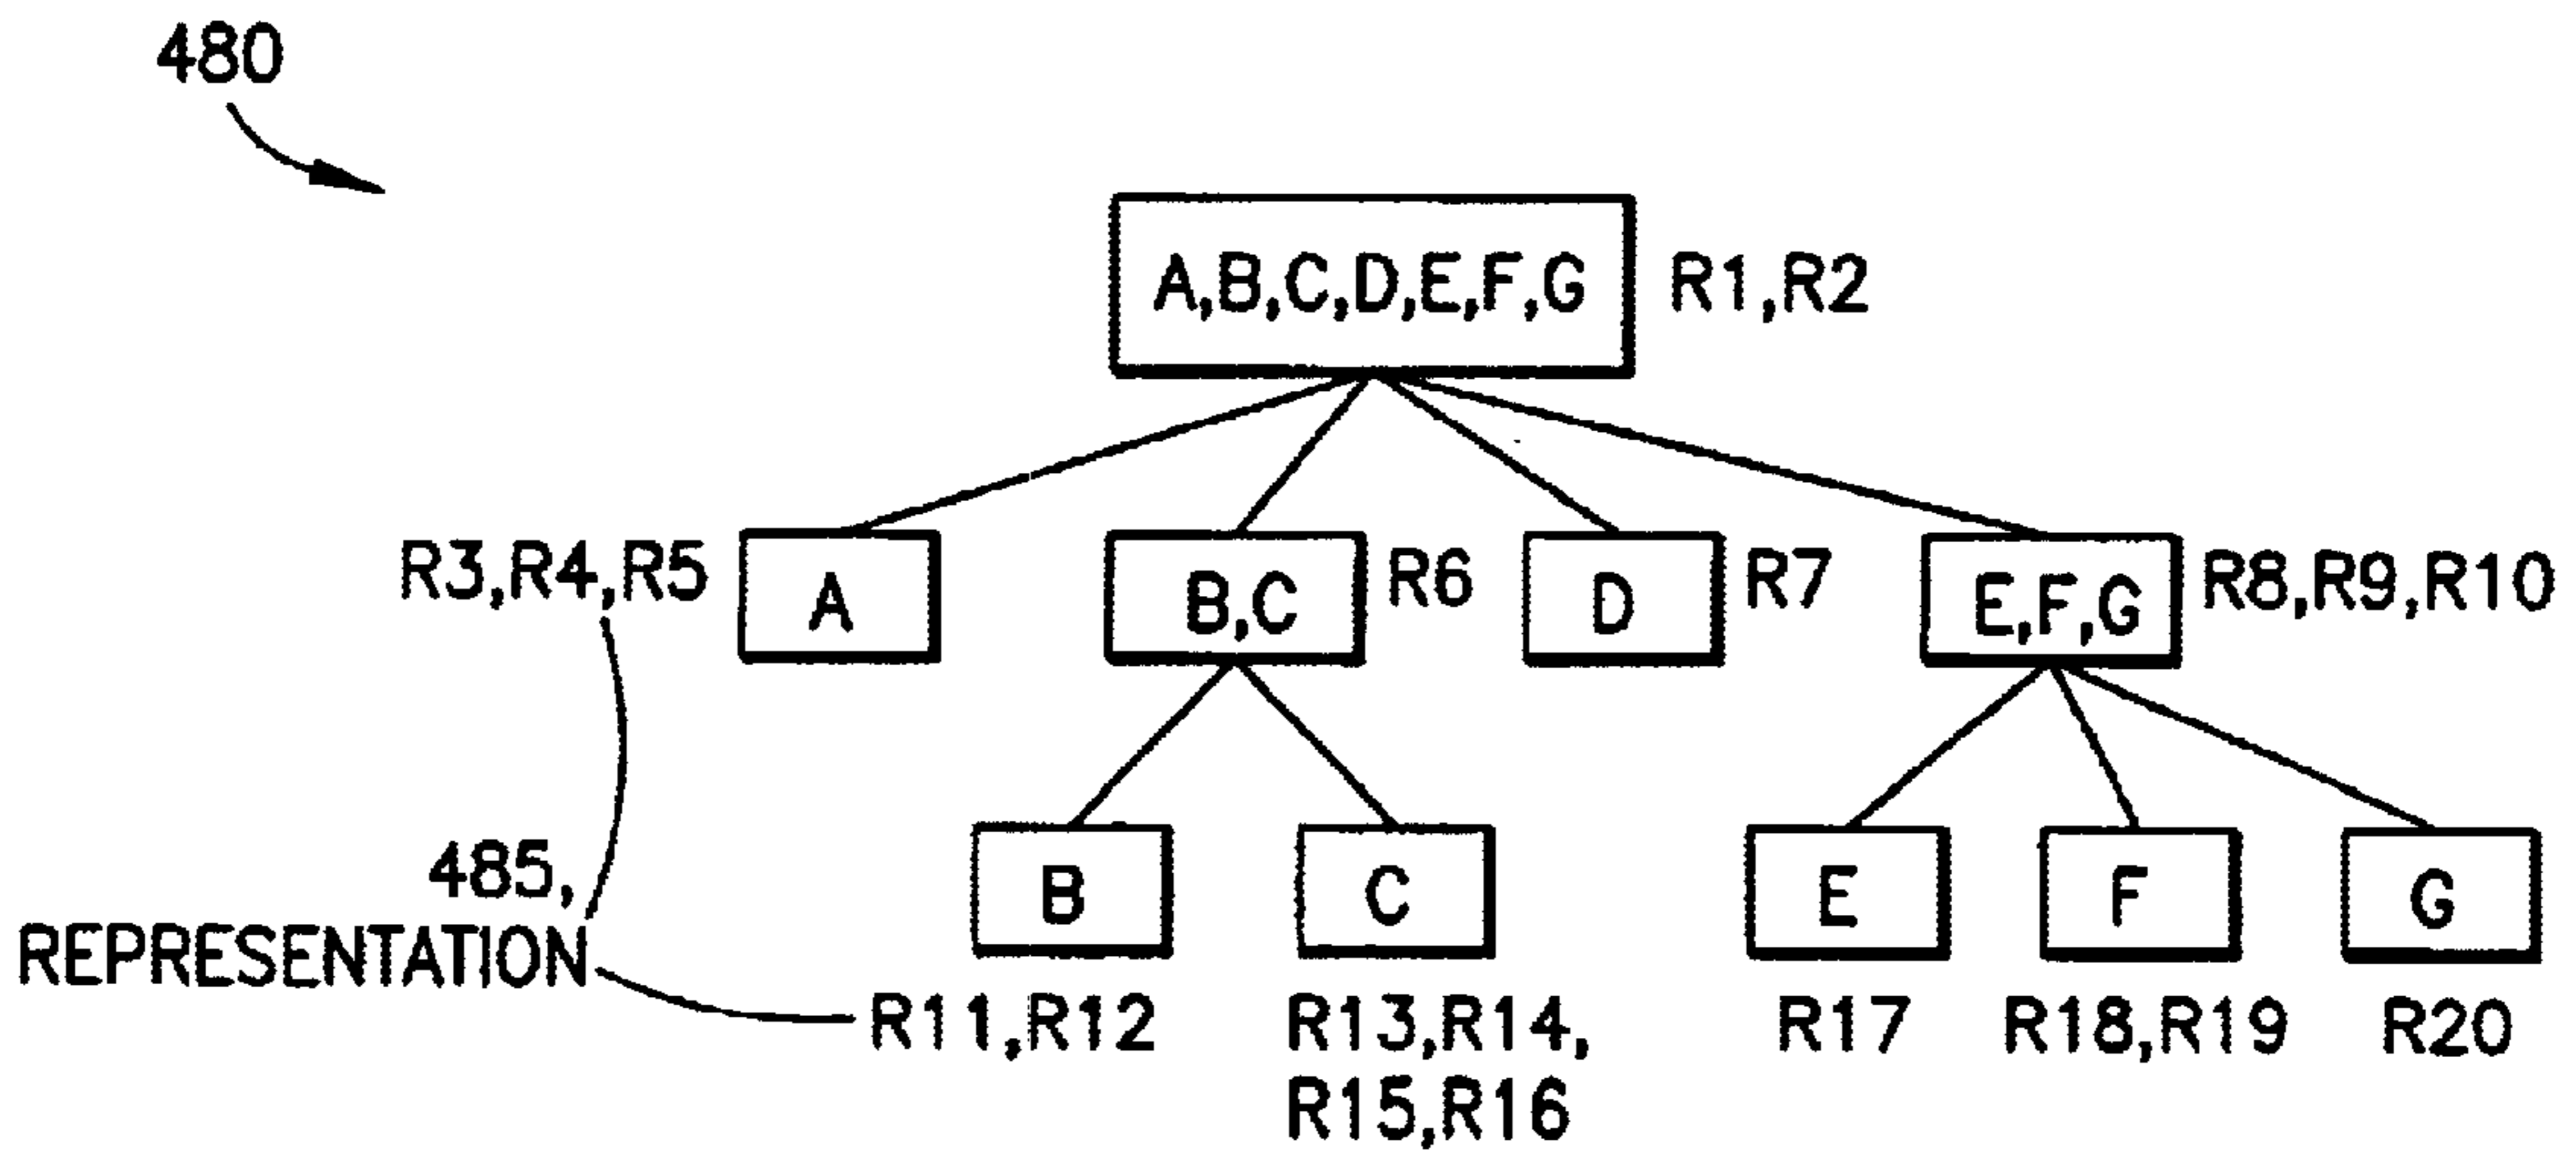 480
A,B,C,D,E,F,G
R1,R2
R3,R4,R5
A
B,C
R6
D
R7
E,F,G
R8,R9,R10
485,
REPRESENTATION
B
C
E
F
G
R11,R12
R13,R14,
R15,R16
R17
R18,R19
R20